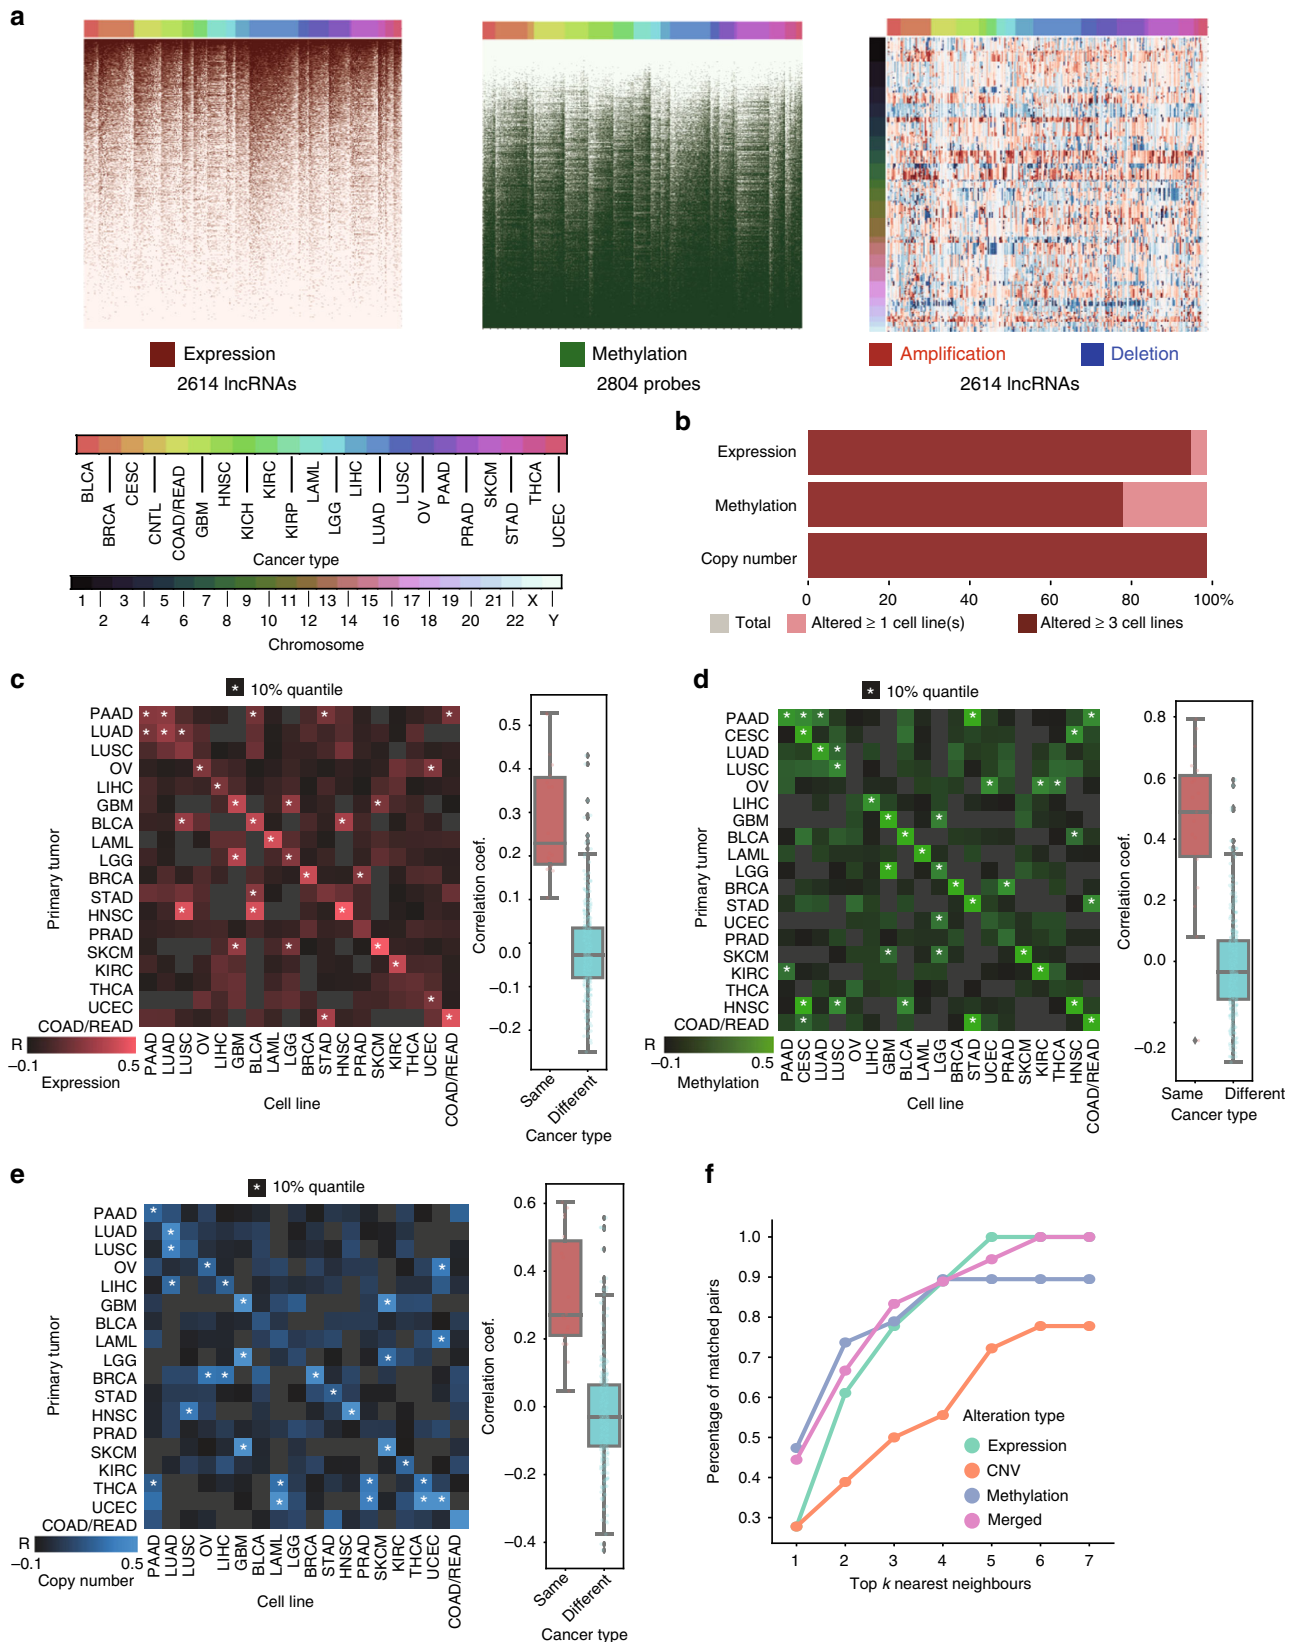 a
Expression
2614 lncRNAs
Methylation
2804 probes
Amplification
Deletion
2614 lncRNAs
BLCA
BRCA
CESC
CNTL
COAD/READ
GBM
HNSC
KICH
KIRC
KIRP
LAML
LGG
LIHC
LUAD
LUSC
OV
PAAD
PRAD
SKCM
STAD
THCA
UCEC
Cancer type
1 3 5 7 9 11 13 15 17 19 21 X
2 4 6 8 10 12 14 16 18 20 22 Y
Chromosome
b
Expression
Methylation
Copy number
0 20 40 60 80 100%
Total
Altered ≥ 1 cell line(s)
Altered ≥ 3 cell lines
c
* 10% quantile
Primary tumor
PAAD
LUAD
LUSC
OV
LIHC
GBM
BLCA
LAML
LGG
BRCA
STAD
HNSC
PRAD
SKCM
KIRC
THCA
UCEC
COAD/READ
R
−0.1 0.5
Expression
PAAD
LUAD
LUSC
OV
LIHC
GBM
BLCA
LAML
LGG
BRCA
STAD
HNSC
PRAD
SKCM
KIRC
THCA
UCEC
COAD/READ
Cell line
Correlation coef.
0.5
0.4
0.3
0.2
0.1
0.0
−0.1
−0.2
Same
Different
Cancer type
d
* 10% quantile
Primary tumor
PAAD
CESC
LUAD
LUSC
OV
LIHC
GBM
BLCA
LAML
LGG
BRCA
STAD
UCEC
PRAD
SKCM
KIRC
THCA
HNSC
COAD/READ
R
−0.1 0.5
Methylation
PAAD
CESC
LUAD
LUSC
OV
LIHC
GBM
BLCA
LAML
LGG
BRCA
STAD
UCEC
PRAD
SKCM
KIRC
THCA
HNSC
COAD/READ
Cell line
Correlation coef.
0.8
0.6
0.4
0.2
0.0
−0.2
Same
Different
Cancer type
e
* 10% quantile
Primary tumor
PAAD
LUAD
LUSC
OV
LIHC
GBM
BLCA
LAML
LGG
BRCA
STAD
HNSC
PRAD
SKCM
KIRC
THCA
UCEC
COAD/READ
R
−0.1 0.5
Copy number
PAAD
LUAD
LUSC
OV
LIHC
GBM
BLCA
LAML
LGG
BRCA
STAD
HNSC
PRAD
SKCM
KIRC
THCA
UCEC
COAD/READ
Cell line
Correlation coef.
0.6
0.4
0.2
0.0
−0.2
−0.4
Same
Different
Cancer type
f
Percentage of matched pairs
1.0
0.9
0.8
0.7
0.6
0.5
0.4
0.3
Alteration type
Expression
CNV
Methylation
Merged
1 2 3 4 5 6 7
Top k nearest neighbours